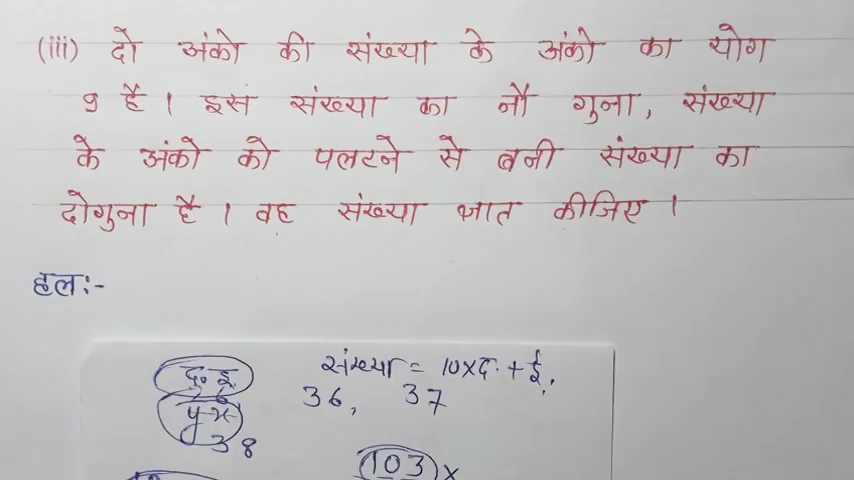 (iii) दो अंको की संख्या के अंको का योग
9 है । इस संख्या का नौ गुना, संख्या
के अंको को पलटने से बनी संख्या का
दोगुना है । वह संख्या ज्ञात कीजिए ।
हल:-
द. इ. संख्या = 10×द. + ई.
36, 37
38
103 x